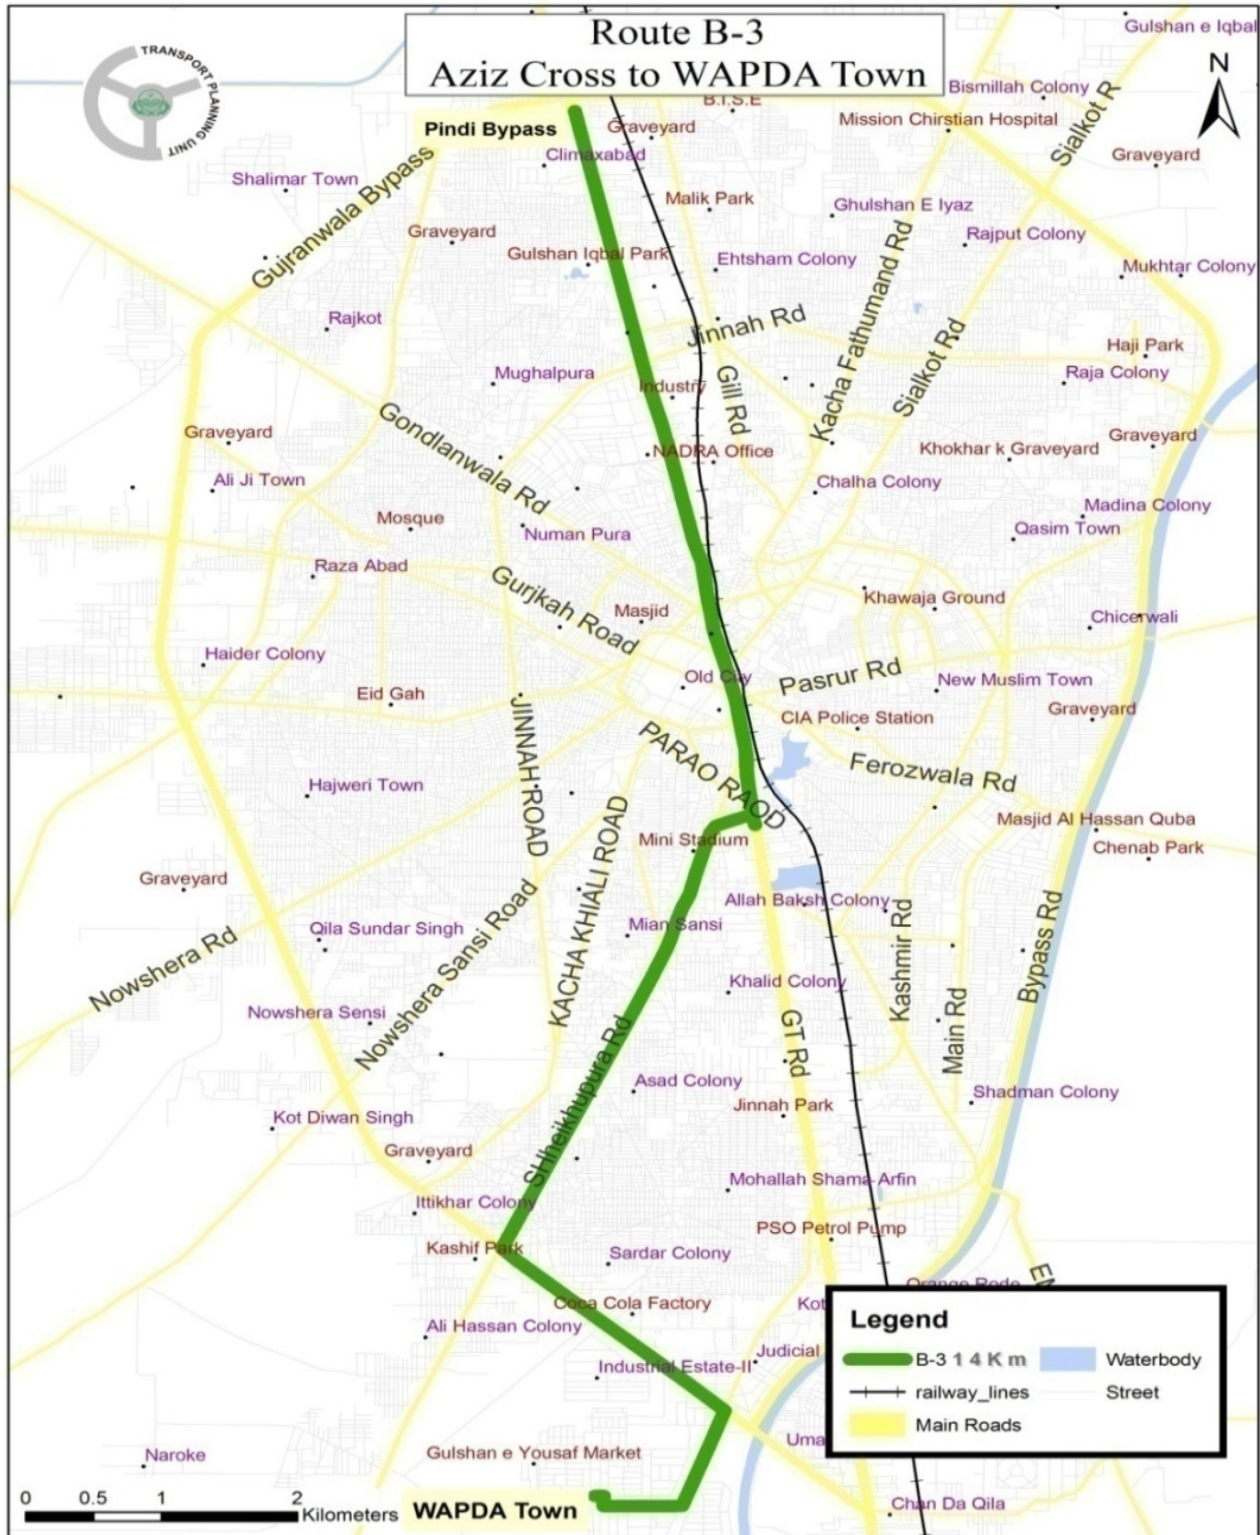 Route B-3
Aziz Cross to WAPDA Town
TRANSPORT PLANNING UNIT
N
Gulshan e Iqbal
Bismillah Colony
B.I.S.E
Mission Chirstian Hospital
Sialkot R
Pindi Bypass
Graveyard
Climaxabad
Graveyard
Shalimar Town
Gujranwala Bypass
Malik Park
Ghulshan E Iyaz
Graveyard
Rajput Colony
Gulshan Iqbal Park
Ehtsham Colony
Kacha Fathumand Rd
Mukhtar Colony
Rajkot
Jinnah Rd
Sialkot Rd
Haji Park
Mughalpura
Industry
Gill Rd
Raja Colony
Gondlanwala Rd
Graveyard
Graveyard
NADRA Office
Khokhar k Graveyard
Ali Ji Town
Chalha Colony
Madina Colony
Mosque
Numan Pura
Qasim Town
Raza Abad
Gurjkah Road
Masjid
Khawaja Ground
Chicerwali
Haider Colony
Old City
Pasrur Rd
New Muslim Town
Eid Gah
CIA Police Station
Graveyard
JINNAH ROAD
PARAO RAOD
Ferozwala Rd
Hajweri Town
Masjid Al Hassan Quba
Mini Stadium
Chenab Park
KACHA KHIALI ROAD
Graveyard
Allah Baksh Colony
Qila Sundar Singh
Mian Sansi
Kashmir Rd
Bypass Rd
Nowshera Rd
Nowshera Sansi Road
Khalid Colony
Nowshera Sensi
GT Rd
Main Rd
SHheikhupura Rd
Asad Colony
Jinnah Park
Shadman Colony
Kot Diwan Singh
Graveyard
Mohallah Shama Arfin
Ittikhar Colony
PSO Petrol Pump
Kashif Park
Sardar Colony
Orange Rode
Coca Cola Factory
Kot
Ali Hassan Colony
Judicial
Industrial Estate-II
Legend
B-3 14Km
Waterbody
railway_lines
Street
Main Roads
Uma
Gulshan e Yousaf Market
Naroke
0 0.5 1 2
Kilometers
WAPDA Town
Chan Da Qila